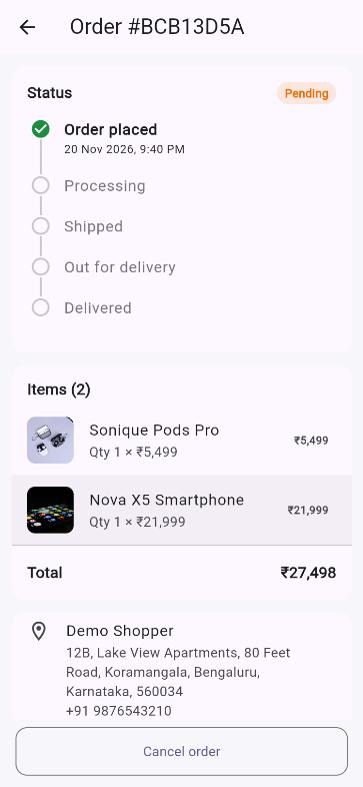 Order #BCB13D5A
Status
Pending
Order placed
20 Nov 2026, 9:40 PM
Processing
Shipped
Out for delivery
Delivered
Items (2)
Sonique Pods Pro
Qty 1 × ₹5,499
₹5,499
Nova X5 Smartphone
Qty 1 × ₹21,999
₹21,999
Total
₹27,498
Demo Shopper
12B, Lake View Apartments, 80 Feet
Road, Koramangala, Bengaluru,
Karnataka, 560034
+91 9876543210
Cancel order